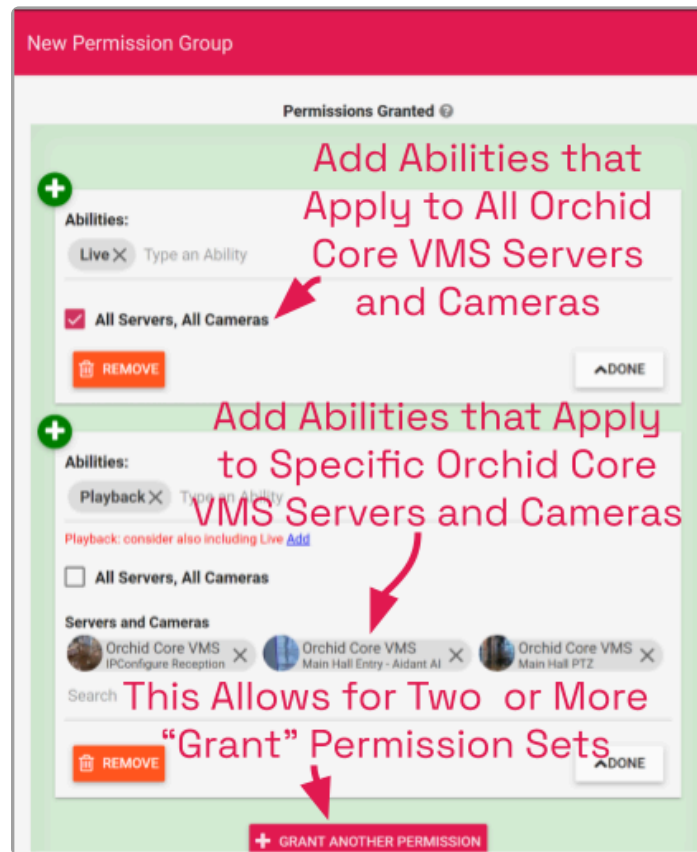 New Permission Group
Permissions Granted
Add Abilities that
Apply to All Orchid
Core VMS Servers
and Cameras
Abilities:
Live
Type an Ability
All Servers, All Cameras
REMOVE
DONE
Add Abilities that Apply
to Specific Orchid Core
VMS Servers and Cameras
Abilities:
Playback
Type an Ability
Playback: consider also including Live Add
All Servers, All Cameras
Servers and Cameras
Orchid Core VMS
IPConfigure Reception
Orchid Core VMS
Main Hall Entry - Aidant AI
Orchid Core VMS
Main Hall PTZ
Search
This Allows for Two or More
“Grant” Permission Sets
REMOVE
DONE
+ GRANT ANOTHER PERMISSION